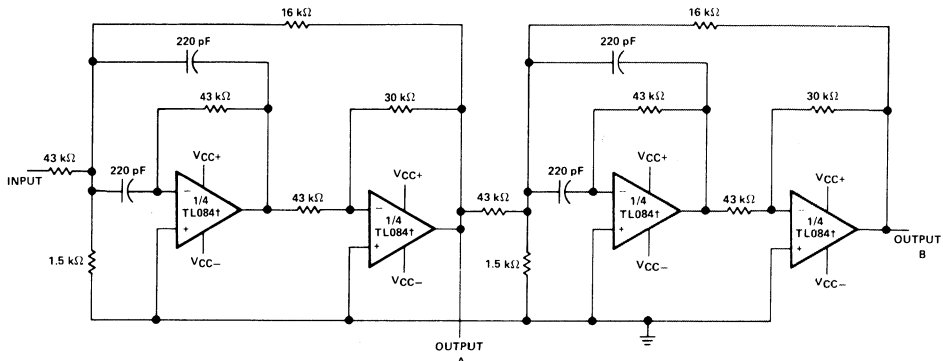 16 kΩ
16 kΩ
220 pF
220 pF
43 kΩ
30 kΩ
43 kΩ
30 kΩ
43 kΩ
INPUT
220 pF
VCC+
1/4
TL084†
VCC−
43 kΩ
VCC+
1/4
TL084†
VCC−
43 kΩ
220 pF
VCC+
1/4
TL084†
VCC−
43 kΩ
VCC+
1/4
TL084†
VCC−
OUTPUT
B
1.5 kΩ
1.5 kΩ
OUTPUT
A